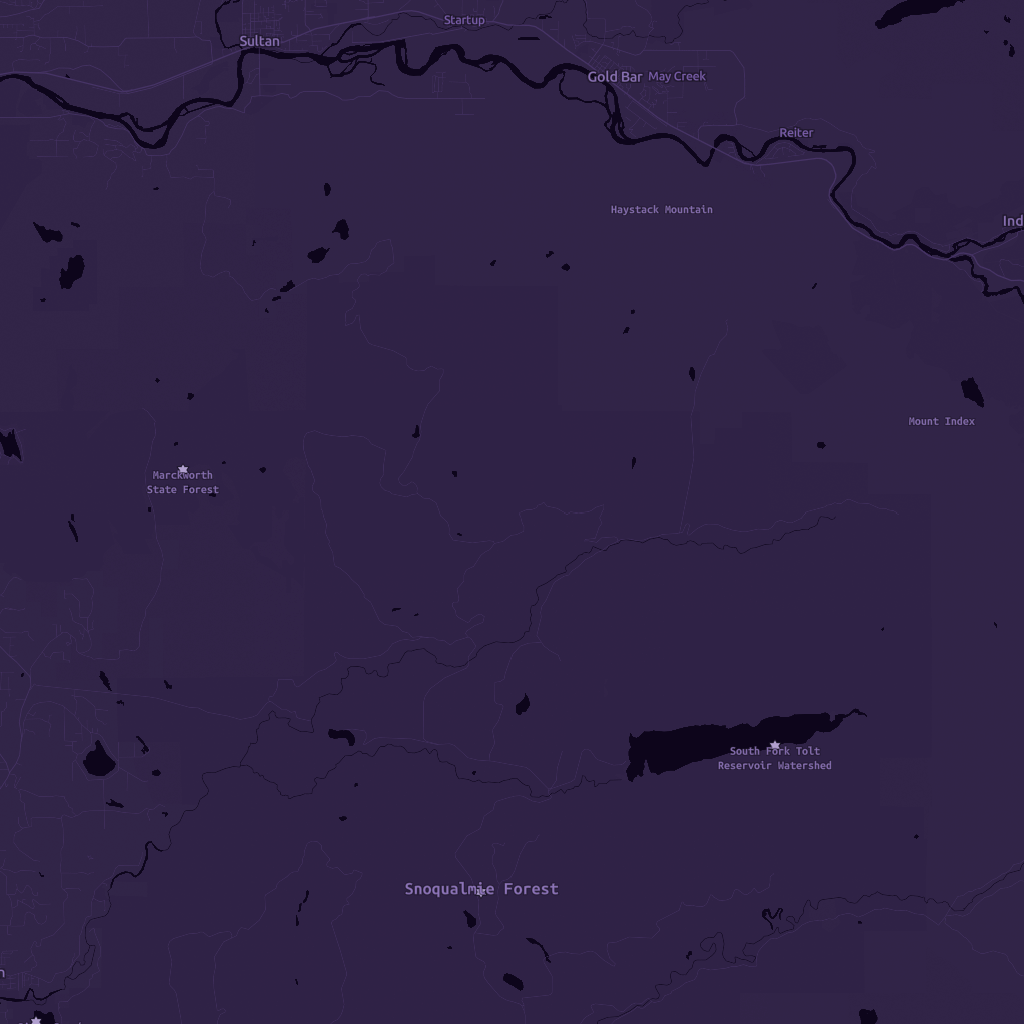 Startup
Sultan
Gold Bar
May Creek
Reiter
Haystack Mountain
Ind
Mount Index
Marckworth
State Forest
South Fork Tolt
Reservoir Watershed
Snoqualmie Forest
n